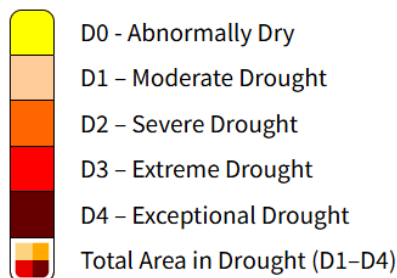 D0 - Abnormally Dry
D1 – Moderate Drought
D2 – Severe Drought
D3 – Extreme Drought
D4 – Exceptional Drought
Total Area in Drought (D1–D4)